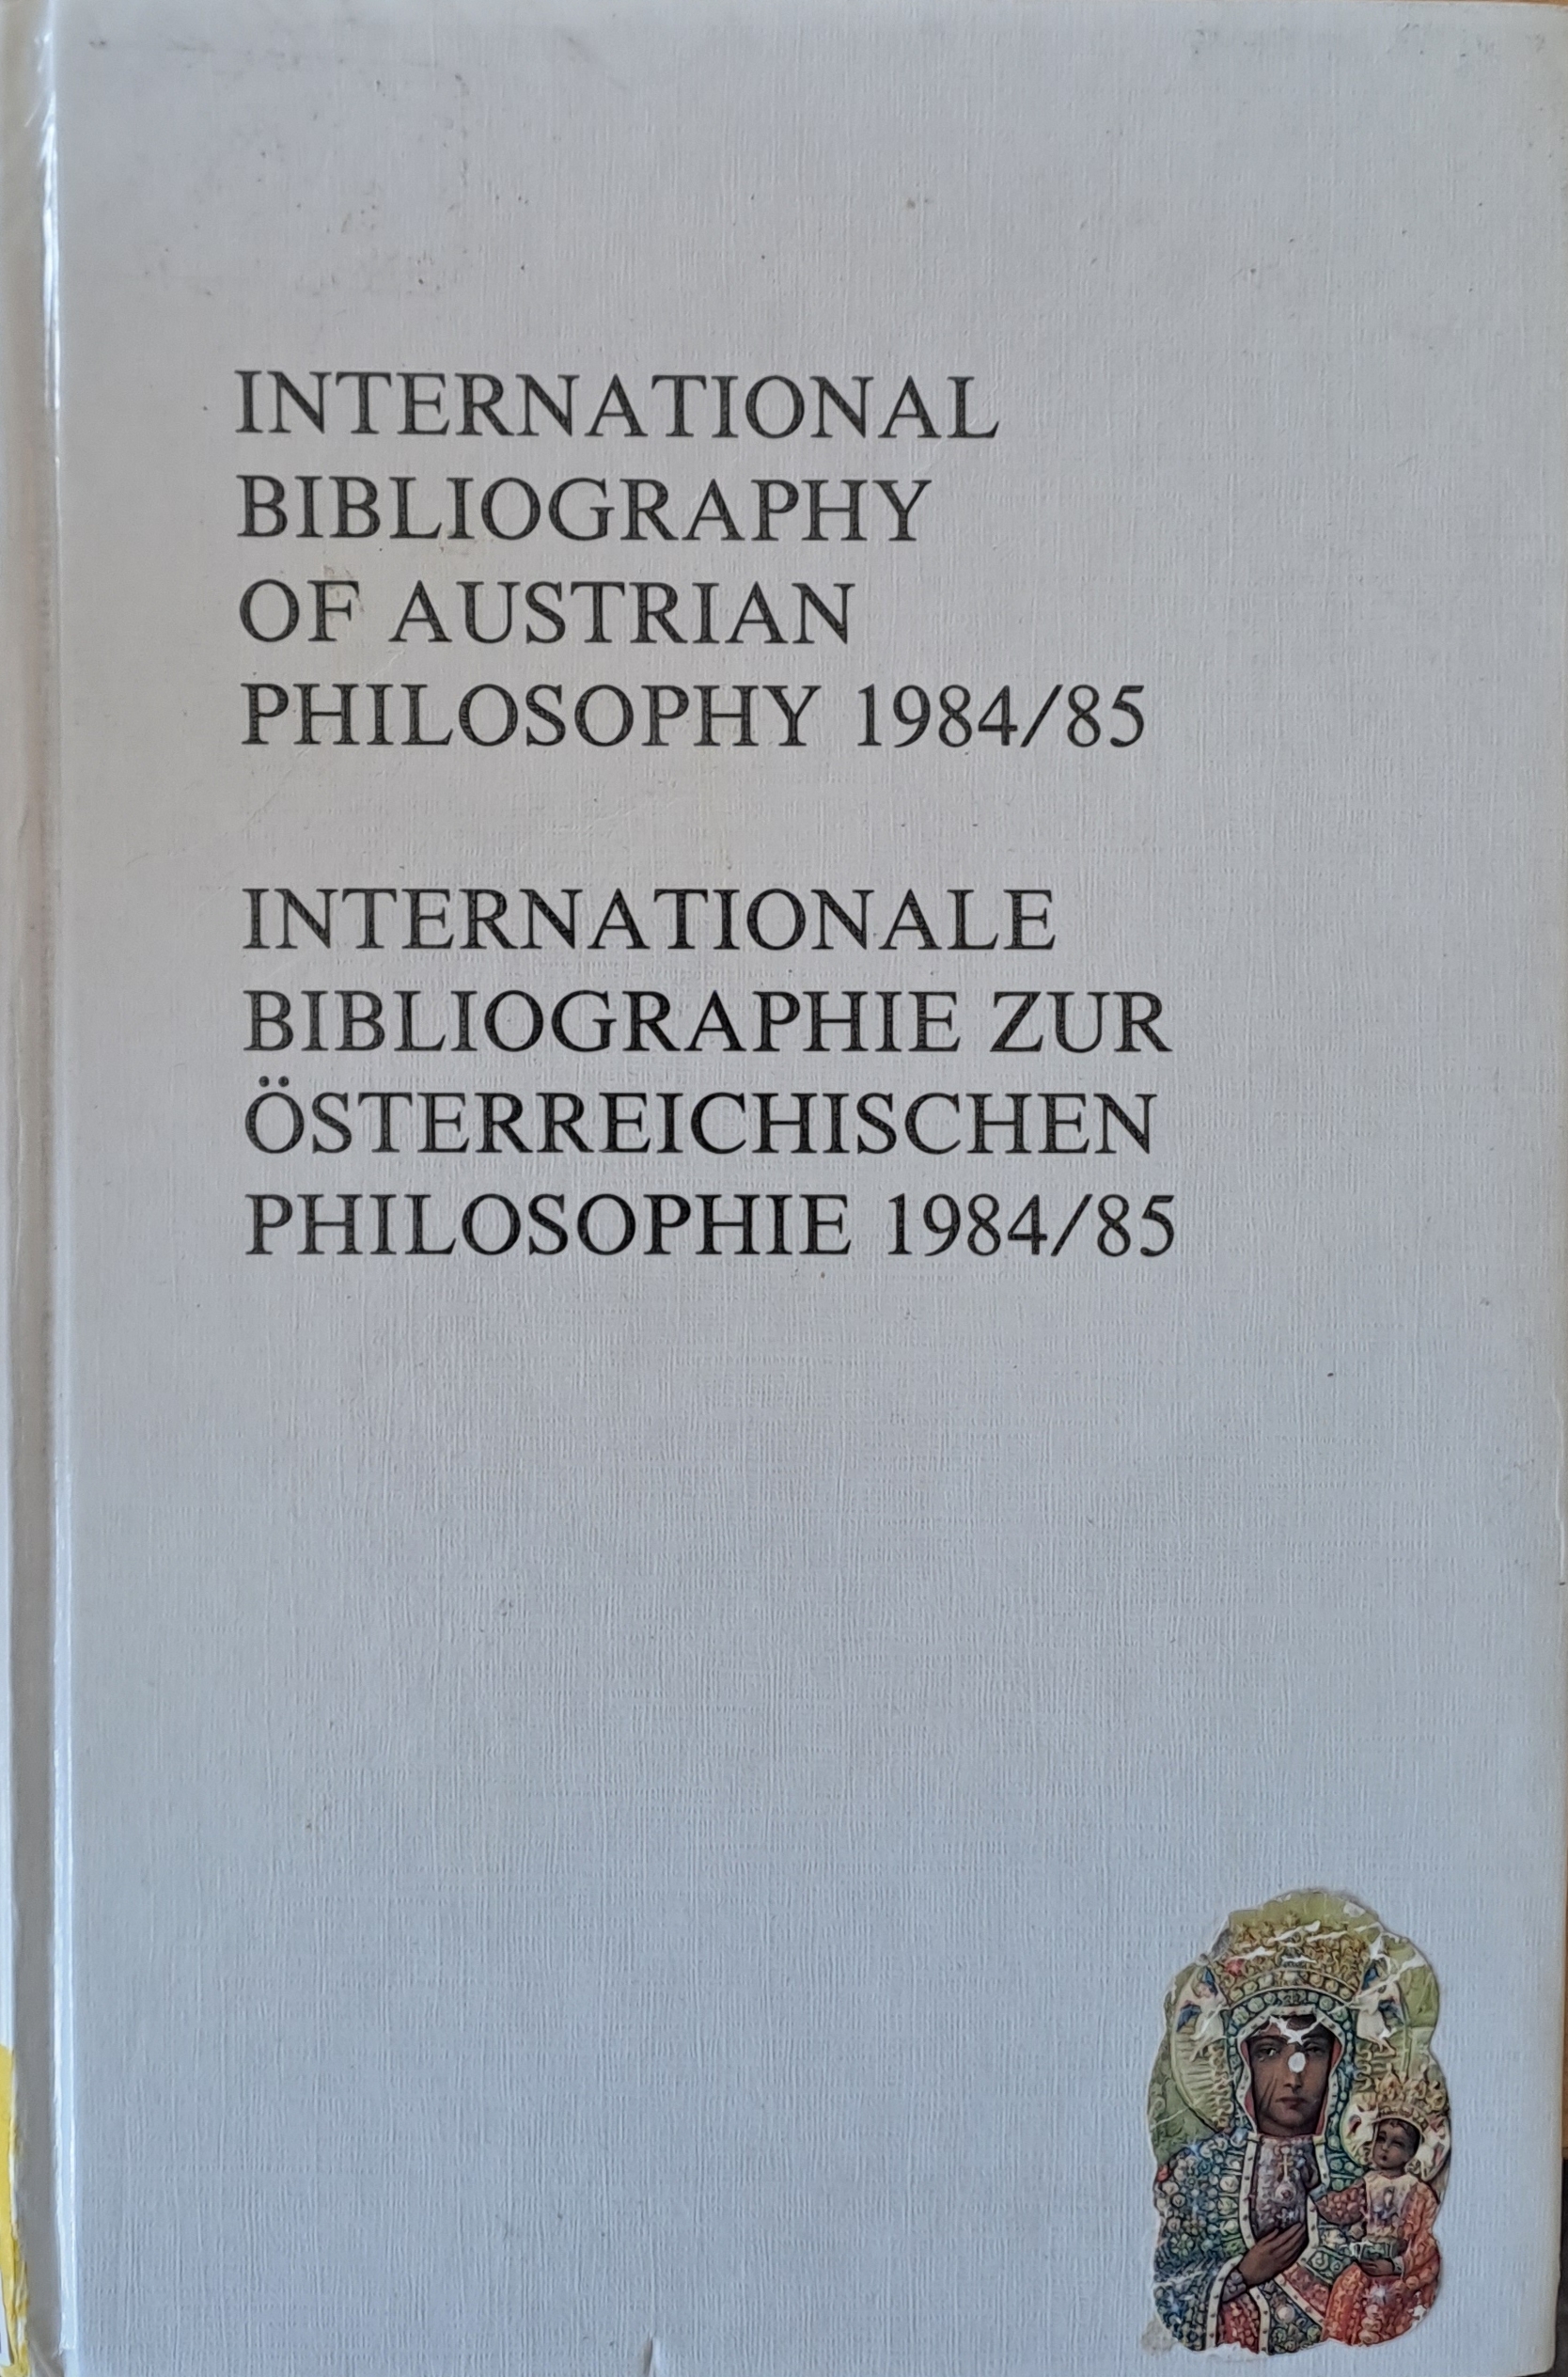 INTERNATIONAL
BIBLIOGRAPHY
OF AUSTRIAN
PHILOSOPHY 1984/85
INTERNATIONALE
BIBLIOGRAPHIE ZUR
ÖSTERREICHISCHEN
PHILOSOPHIE 1984/85